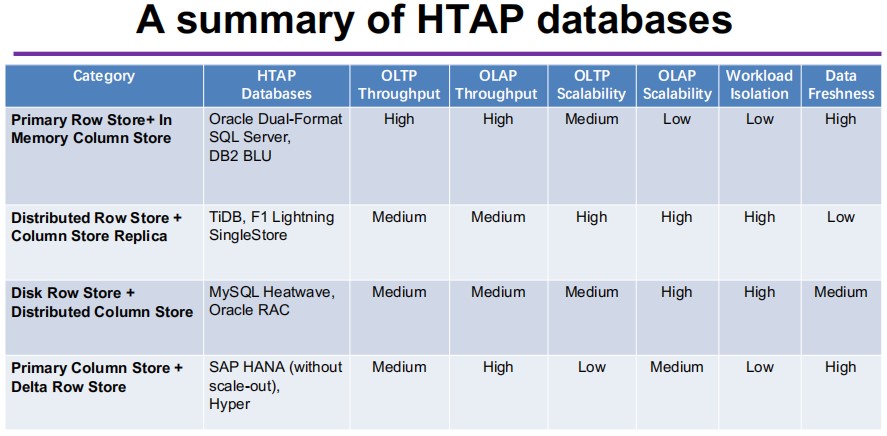 A summary of HTAP databases
Category
HTAP
Databases
OLTP
Throughput
OLAP
Throughput
OLTP
Scalability
OLAP
Scalability
Workload
Isolation
Data
Freshness
Primary Row Store+ In
Memory Column Store
Oracle Dual-Format
SQL Server,
DB2 BLU
High
High
Medium
Low
Low
High
Distributed Row Store +
Column Store Replica
TiDB, F1 Lightning
SingleStore
Medium
Medium
High
High
High
Low
Disk Row Store +
Distributed Column Store
MySQL Heatwave,
Oracle RAC
Medium
Medium
Medium
High
High
Medium
Primary Column Store +
Delta Row Store
SAP HANA (without
scale-out),
Hyper
Medium
High
Low
Medium
Low
High